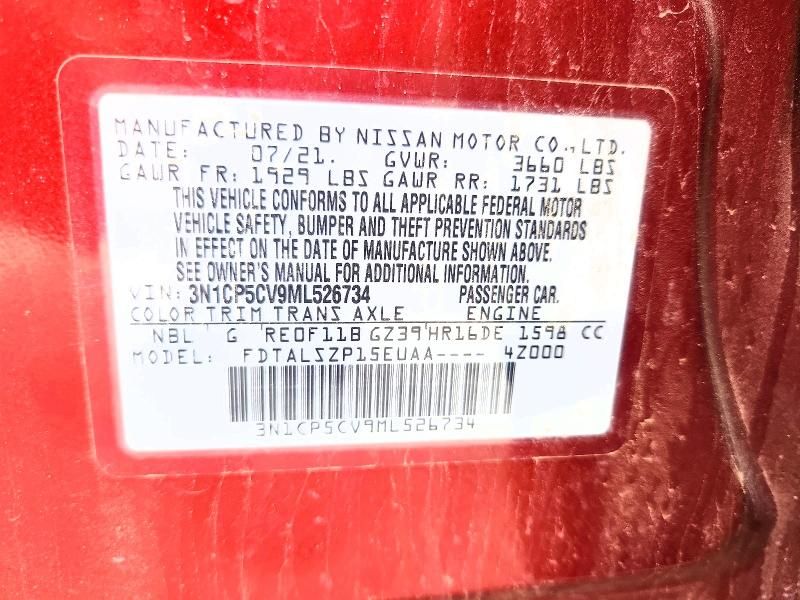 MANUFACTURED BY NISSAN MOTOR CO., LTD.
DATE: 07/21. GVWR: 3660 LBS
GAWR FR: 1929 LBS GAWR RR: 1731 LBS
THIS VEHICLE CONFORMS TO ALL APPLICABLE FEDERAL MOTOR
VEHICLE SAFETY, BUMPER AND THEFT PREVENTION STANDARDS
IN EFFECT ON THE DATE OF MANUFACTURE SHOWN ABOVE.
SEE OWNER'S MANUAL FOR ADDITIONAL INFORMATION.
VIN: 3N1CP5CV9ML526734 PASSENGER CAR.
COLOR TRIM TRANS AXLE ENGINE
NBL G RE0F11B GZ39 HR16DE 1598 CC
MODEL: FDTALSZP15EUAA---- 4Z000
3N1CP5CV9ML526734